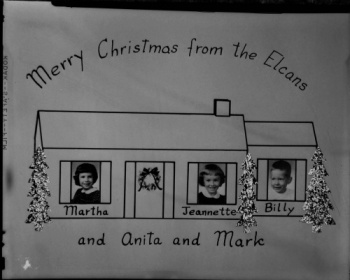 Merry Christmas from the Elcans
Martha
Jeannette
Billy
and Anita and Mark